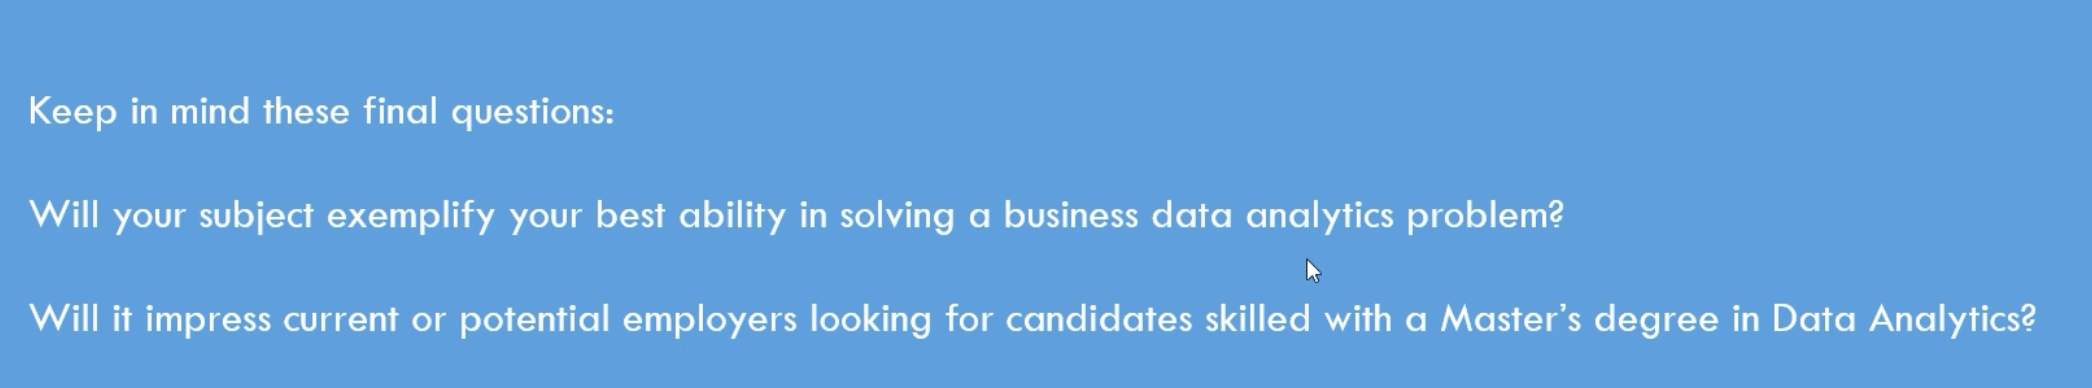 Keep in mind these final questions:
Will your subject exemplify your best ability in solving a business data analytics problem?
Will it impress current or potential employers looking for candidates skilled with a Master's degree in Data Analytics?